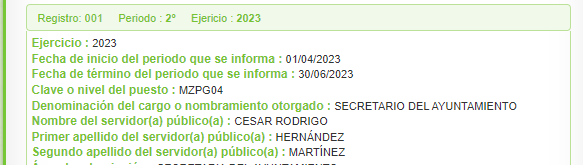 Registro: 001 Periodo : 2º Ejericio : 2023
Ejercicio : 2023
Fecha de inicio del periodo que se informa : 01/04/2023
Fecha de término del periodo que se informa : 30/06/2023
Clave o nivel del puesto : MZPG04
Denominación del cargo o nombramiento otorgado : SECRETARIO DEL AYUNTAMIENTO
Nombre del servidor(a) público(a) : CESAR RODRIGO
Primer apellido del servidor(a) público(a) : HERNÁNDEZ
Segundo apellido del servidor(a) público(a) : MARTÍNEZ